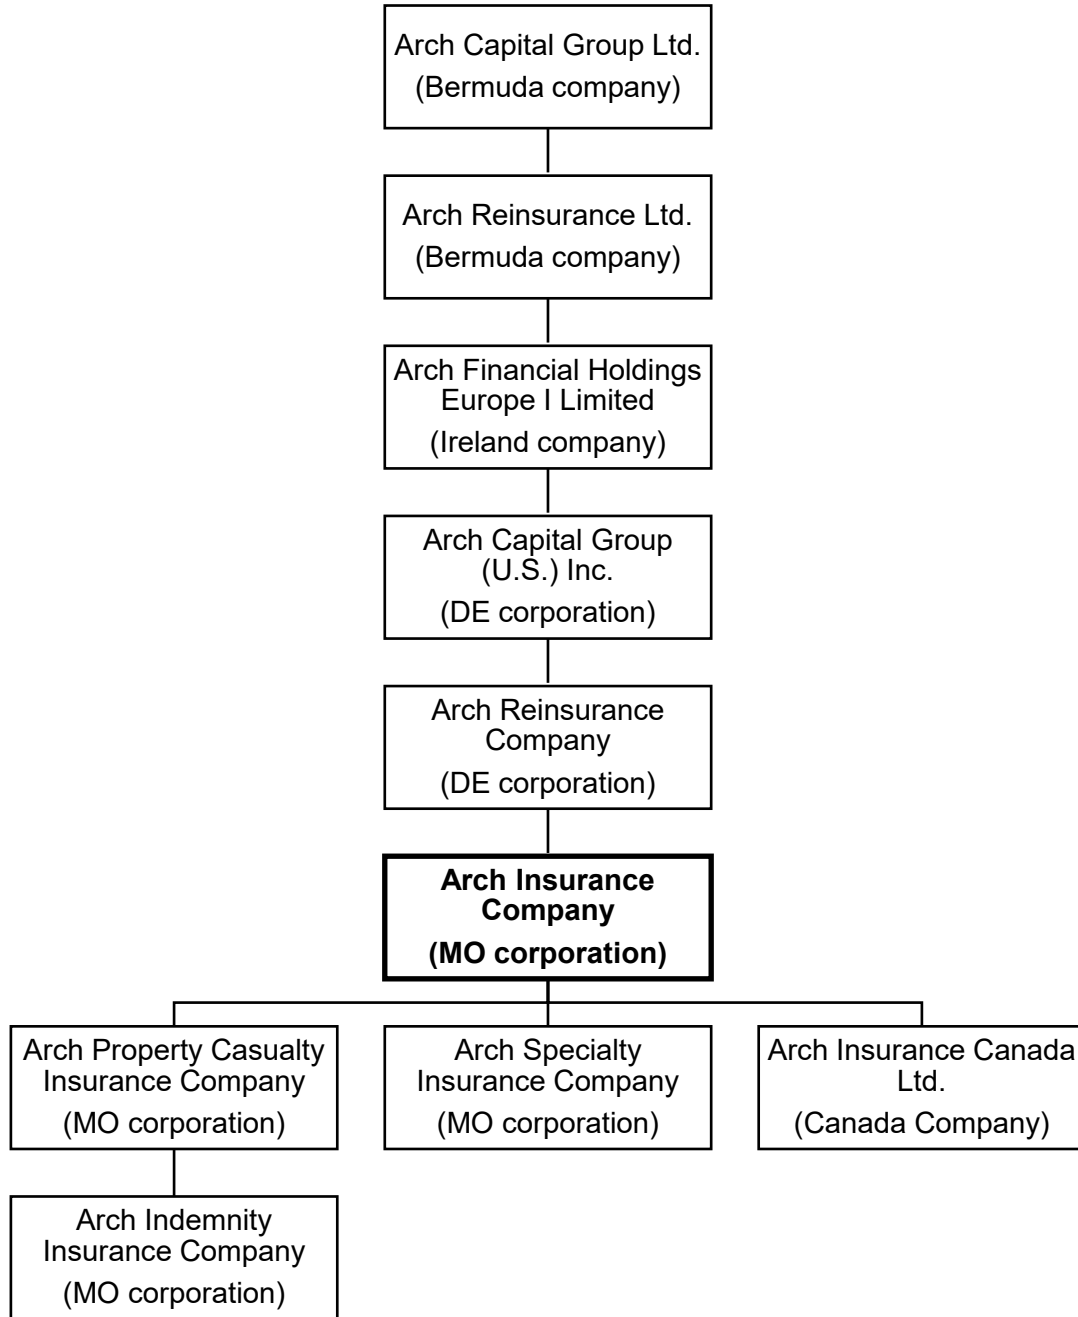 Arch Capital Group Ltd.
(Bermuda company)
Arch Reinsurance Ltd.
(Bermuda company)
Arch Financial Holdings
Europe I Limited
(Ireland company)
Arch Capital Group
(U.S.) Inc.
(DE corporation)
Arch Reinsurance
Company
(DE corporation)
Arch Insurance
Company
(MO corporation)
Arch Property Casualty
Insurance Company
(MO corporation)
Arch Specialty
Insurance Company
(MO corporation)
Arch Insurance Canada
Ltd.
(Canada Company)
Arch Indemnity
Insurance Company
(MO corporation)